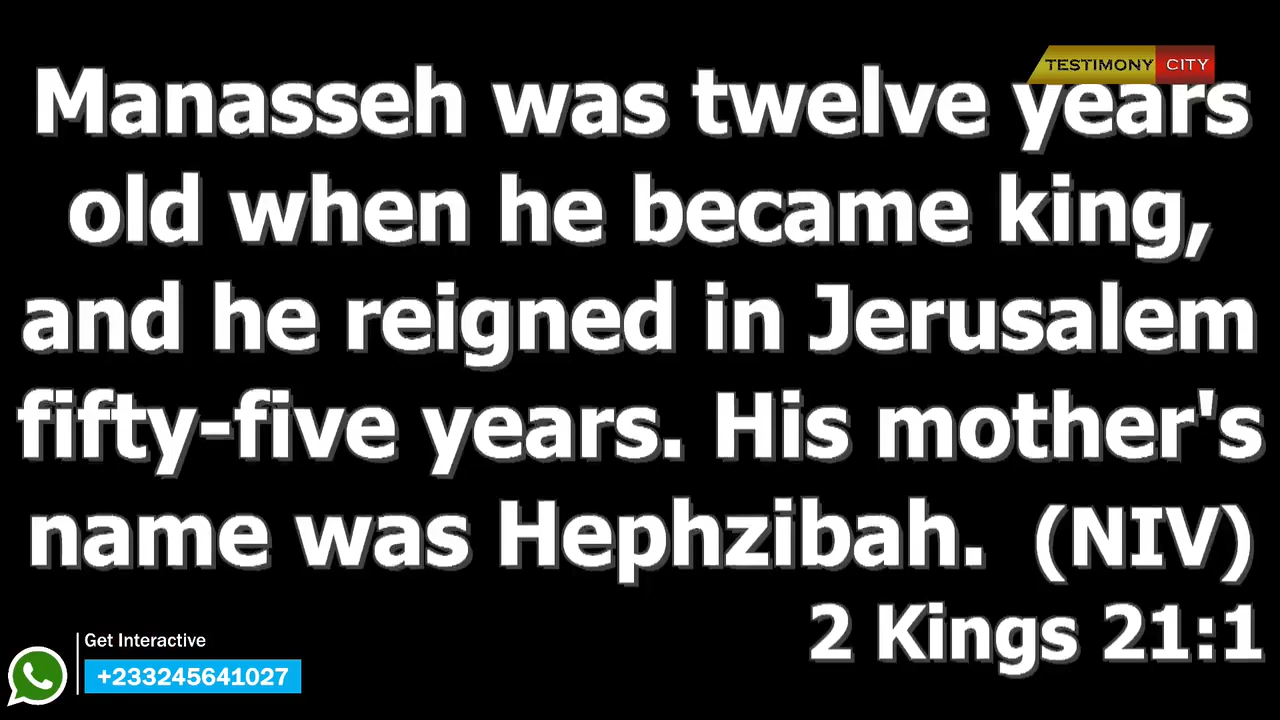 TESTIMONY CITY
Manasseh was twelve years
old when he became king,
and he reigned in Jerusalem
fifty-five years. His mother's
name was Hephzibah. (NIV)
2 Kings 21:1
Get Interactive
+233245641027